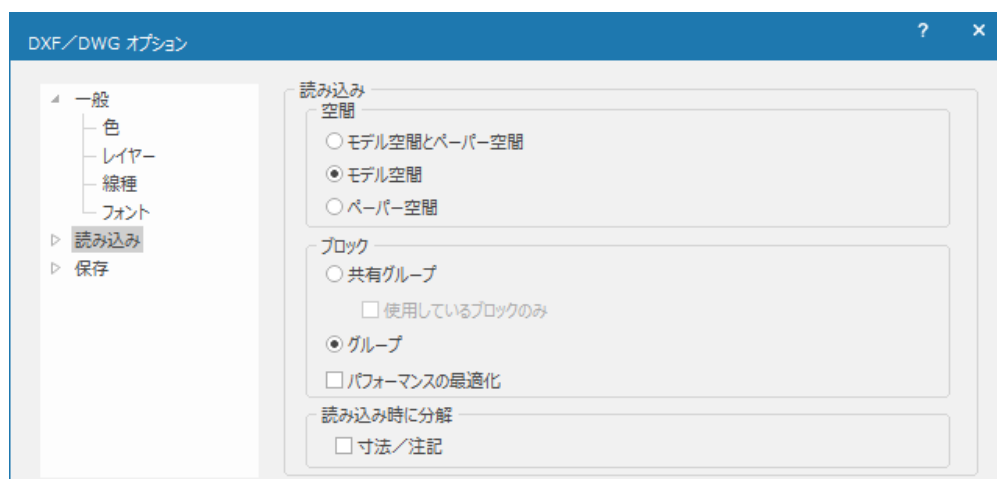 DXF／DWG オプション
? ×
一般
色
レイヤー
線種
フォント
読み込み
保存
読み込み
空間
モデル空間とペーパー空間
モデル空間
ペーパー空間
ブロック
共有グループ
使用しているブロックのみ
グループ
パフォーマンスの最適化
読み込み時に分解
寸法／注記